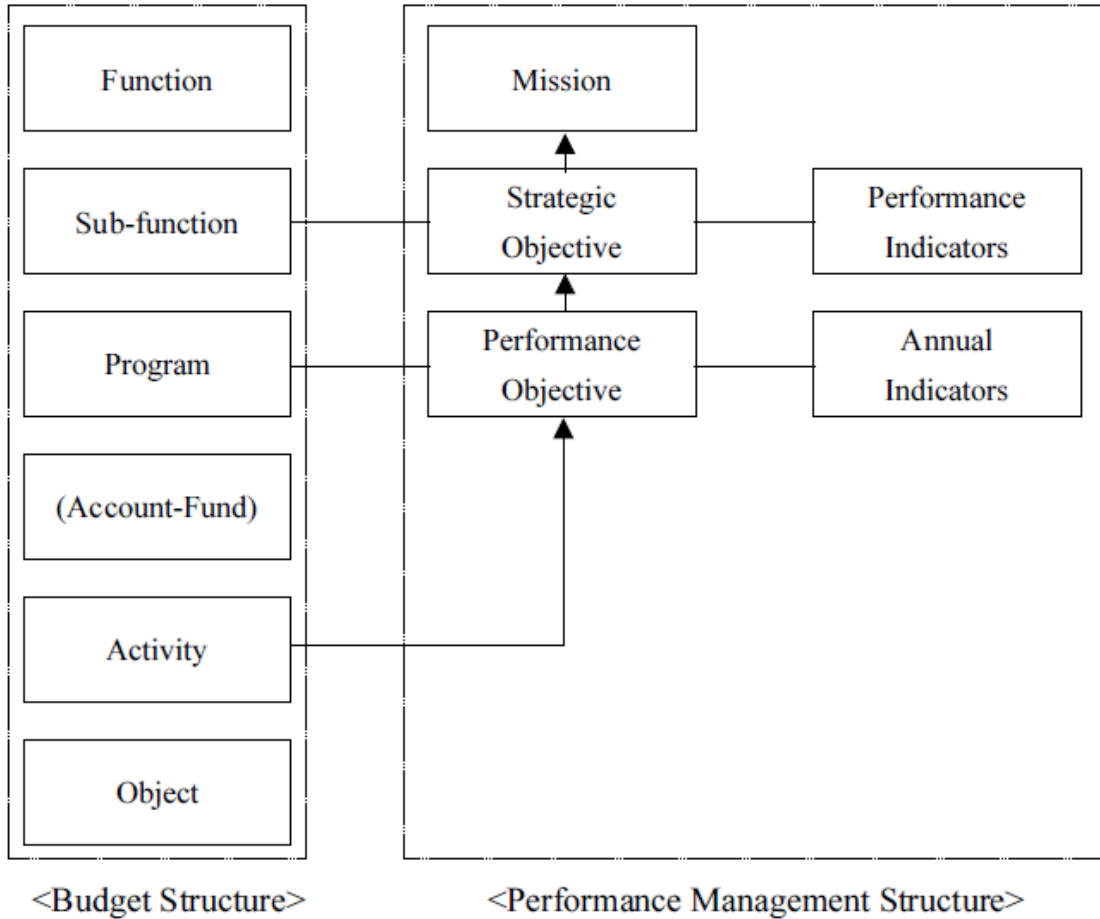 Function
Mission
Sub-function
Strategic
Objective
Performance
Indicators
Program
Performance
Objective
Annual
Indicators
(Account-Fund)
Activity
Object
<Budget Structure>
<Performance Management Structure>